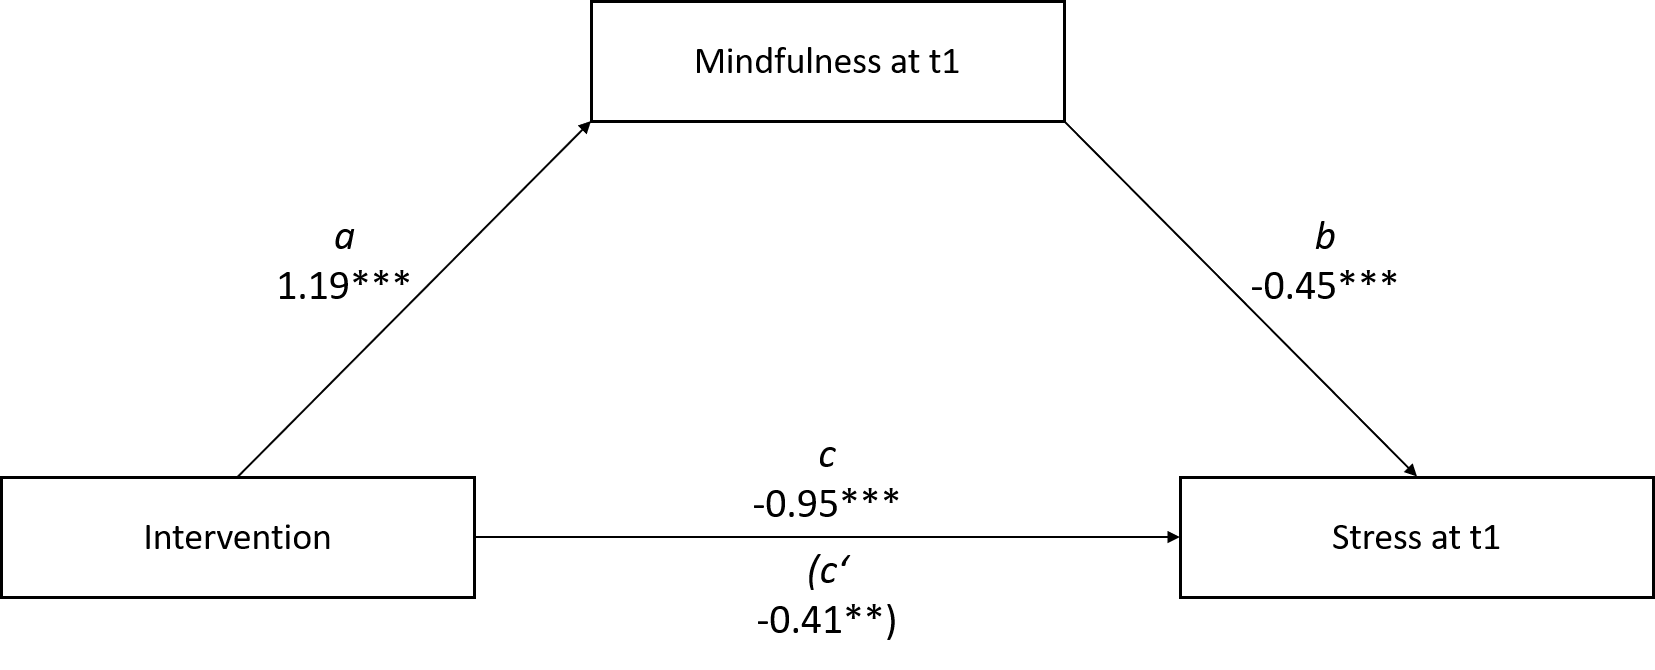 Mindfulness at t1
a
1.19***
b
-0.45***
c
-0.95***
Intervention
Stress at t1
(c‘
-0.41**)